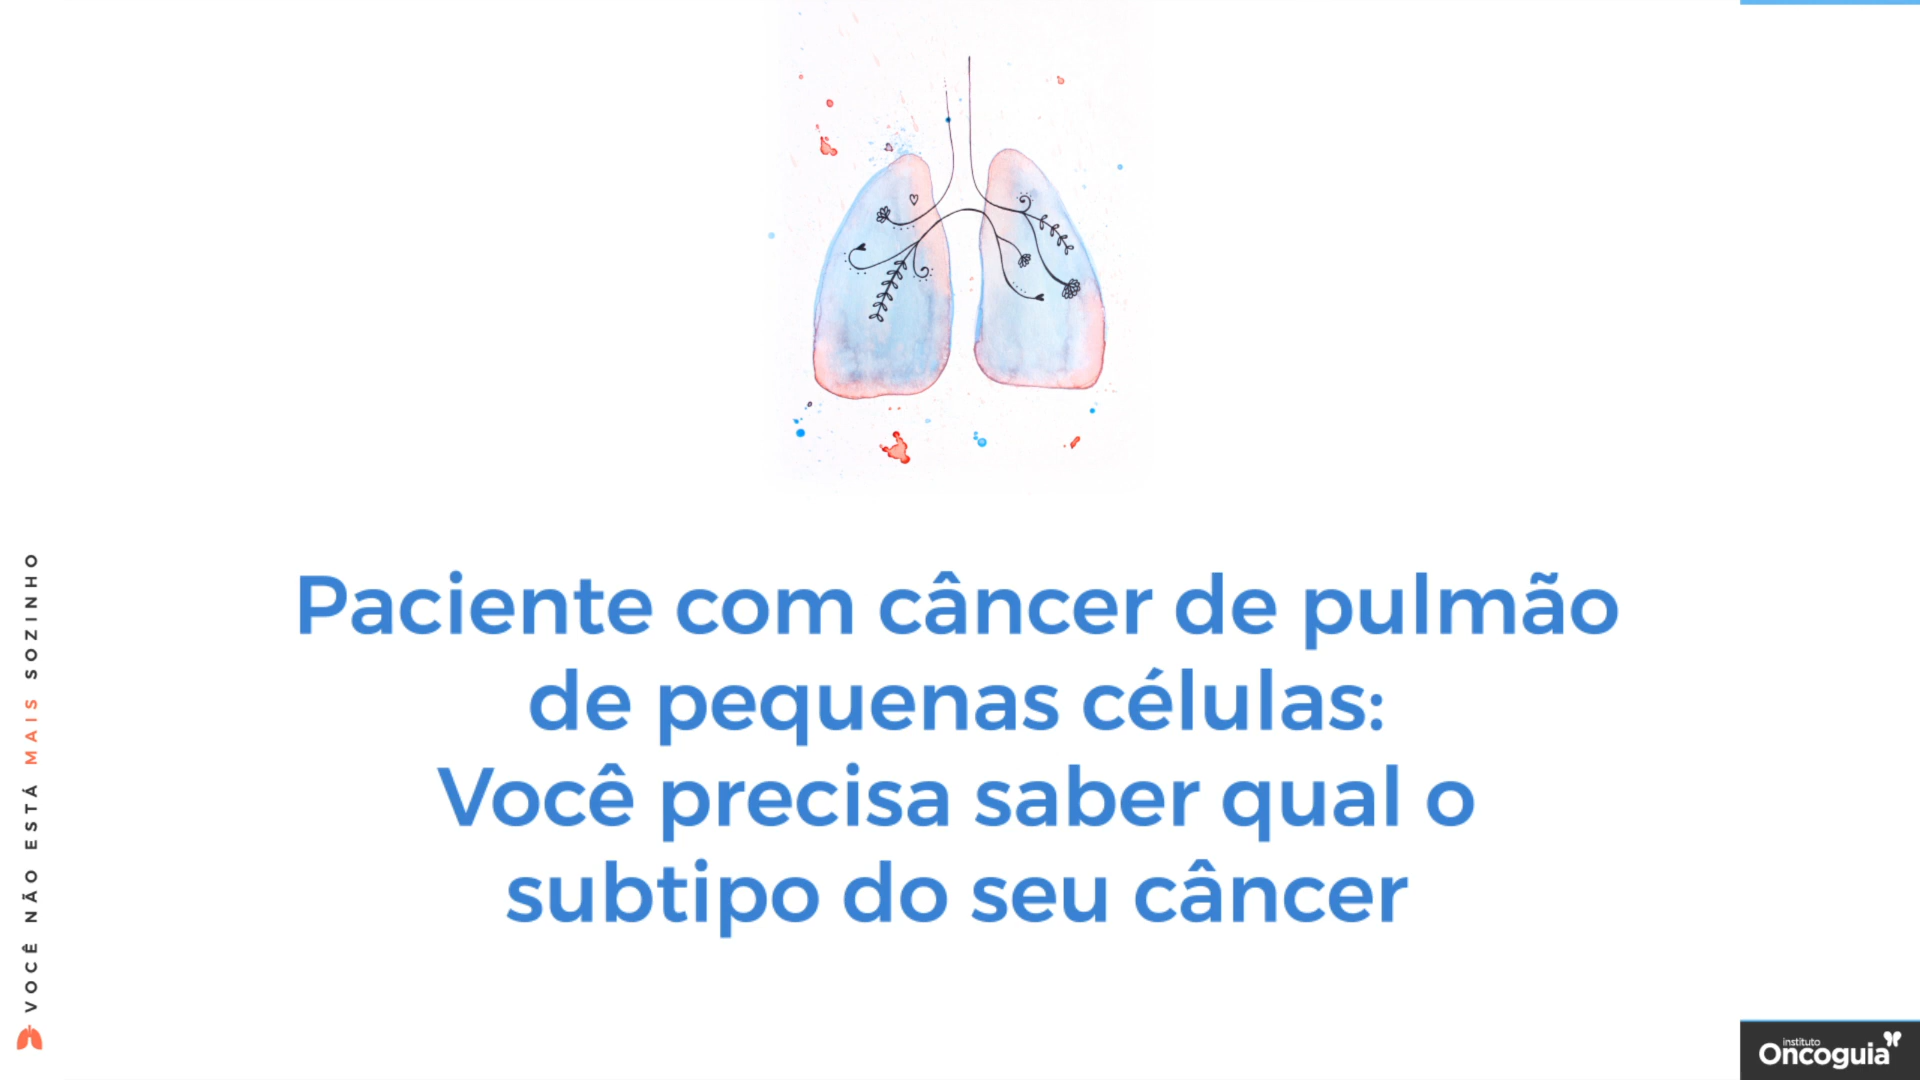 Paciente com câncer de pulmão
de pequenas células:
Você precisa saber qual o
subtipo do seu câncer
VOCÊ NÃO ESTÁ MAIS SOZINHO
instituto
Oncoguia